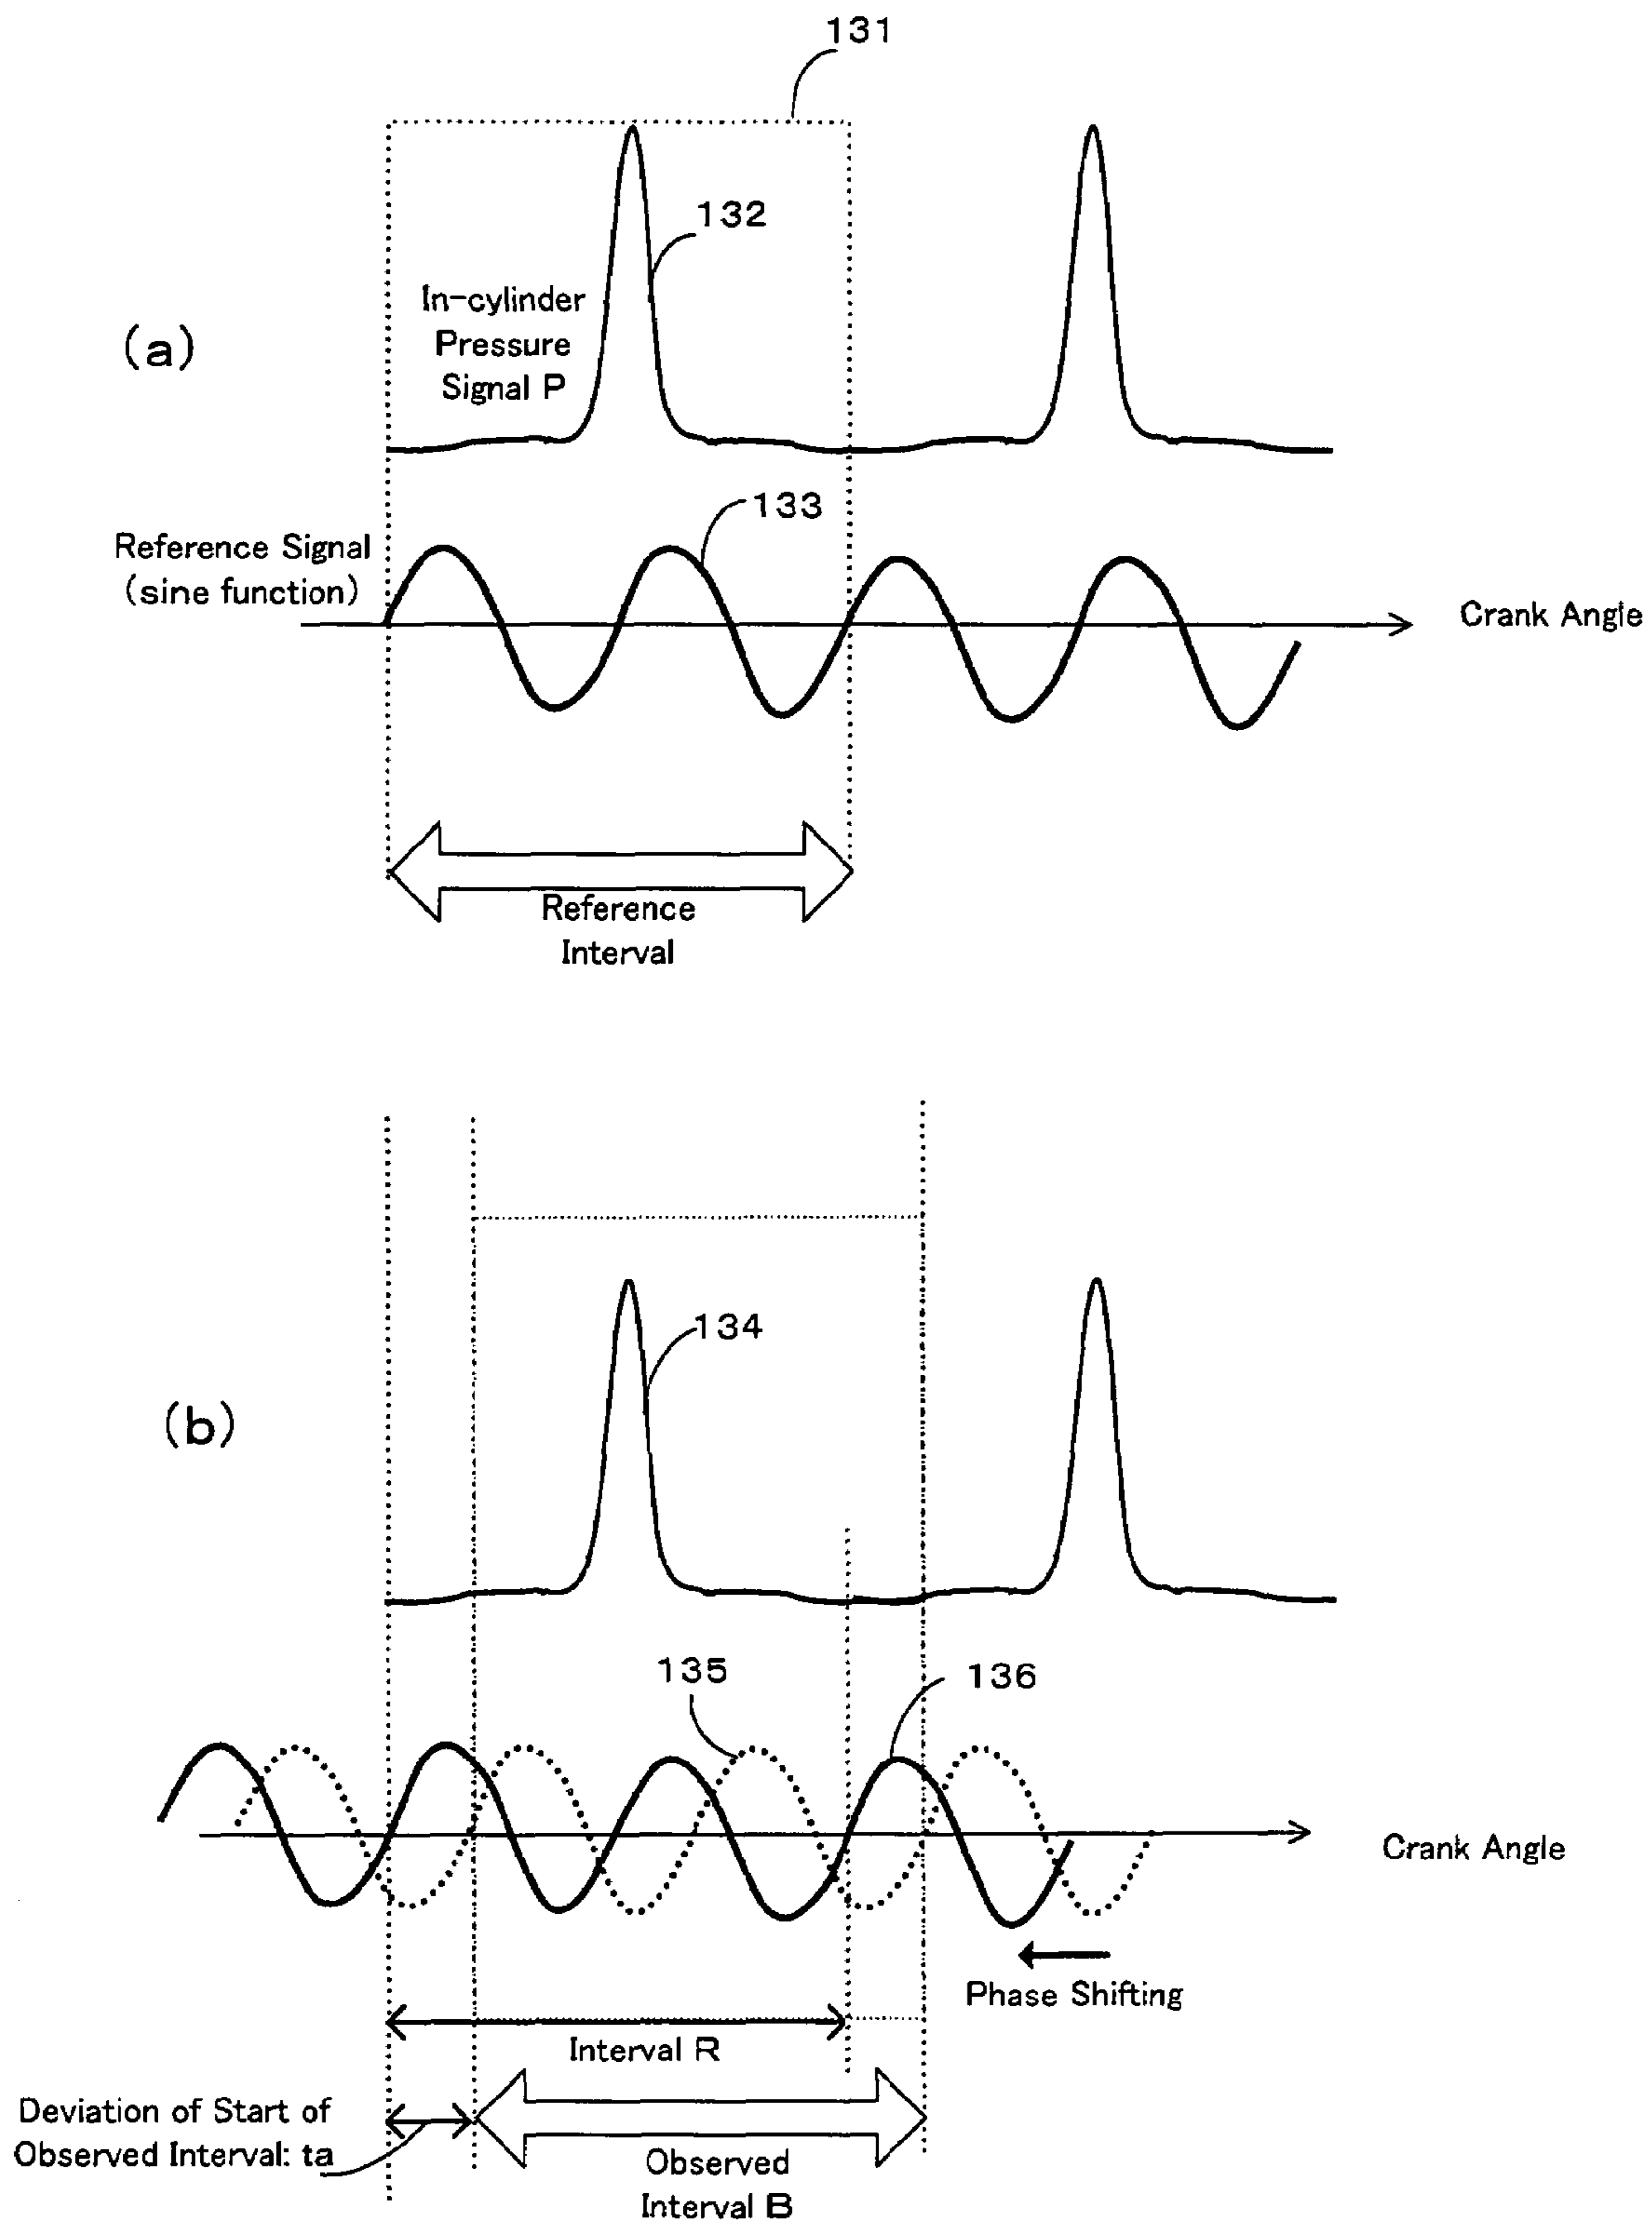 131
132
In-cylinder
Pressure
Signal P
(a)
133
Reference Signal
(sine function)
Crank Angle
Reference
Interval
134
(b)
135
136
Crank Angle
Phase Shifting
Interval R
Deviation of Start of
Observed Interval: ta
Observed
Interval B